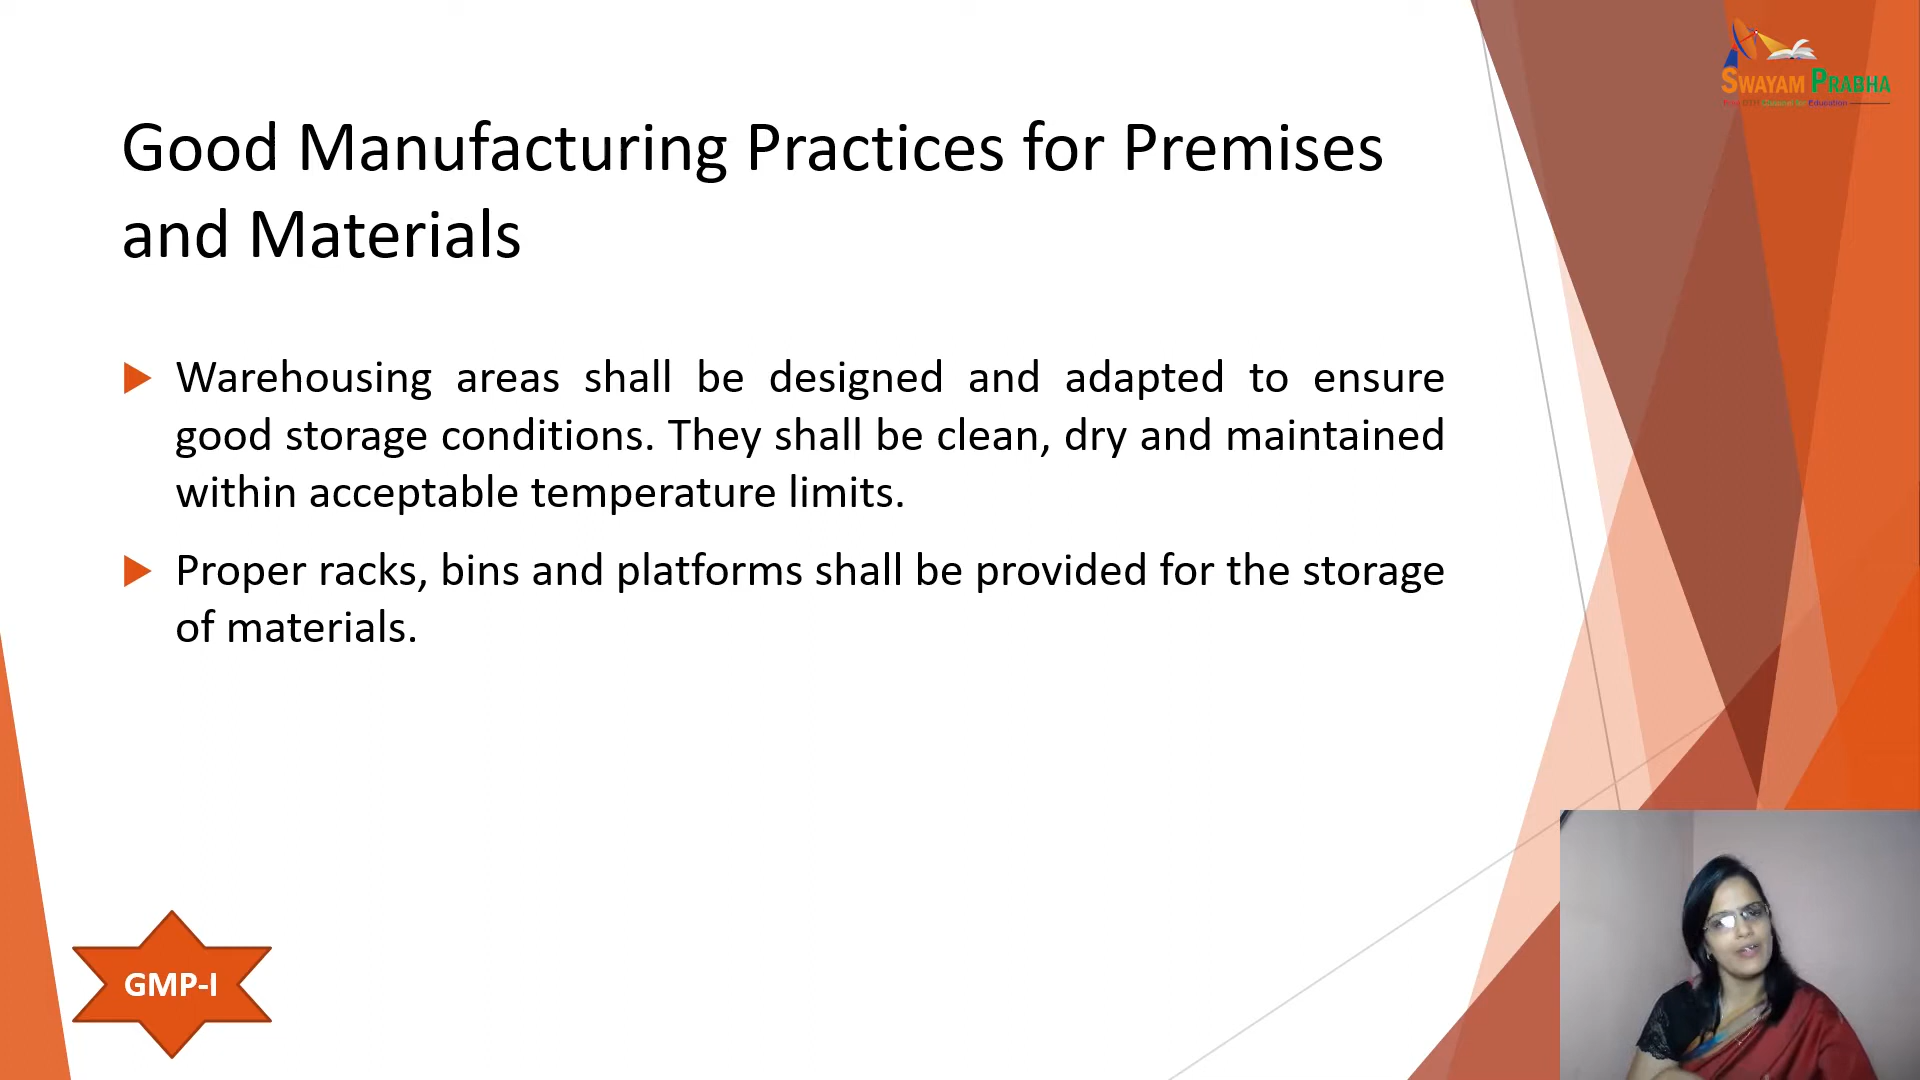 SWAYAM PRABHA
Good Manufacturing Practices for Premises
and Materials
Warehousing areas shall be designed and adapted to ensure
good storage conditions. They shall be clean, dry and maintained
within acceptable temperature limits.
Proper racks, bins and platforms shall be provided for the storage
of materials.
GMP-I